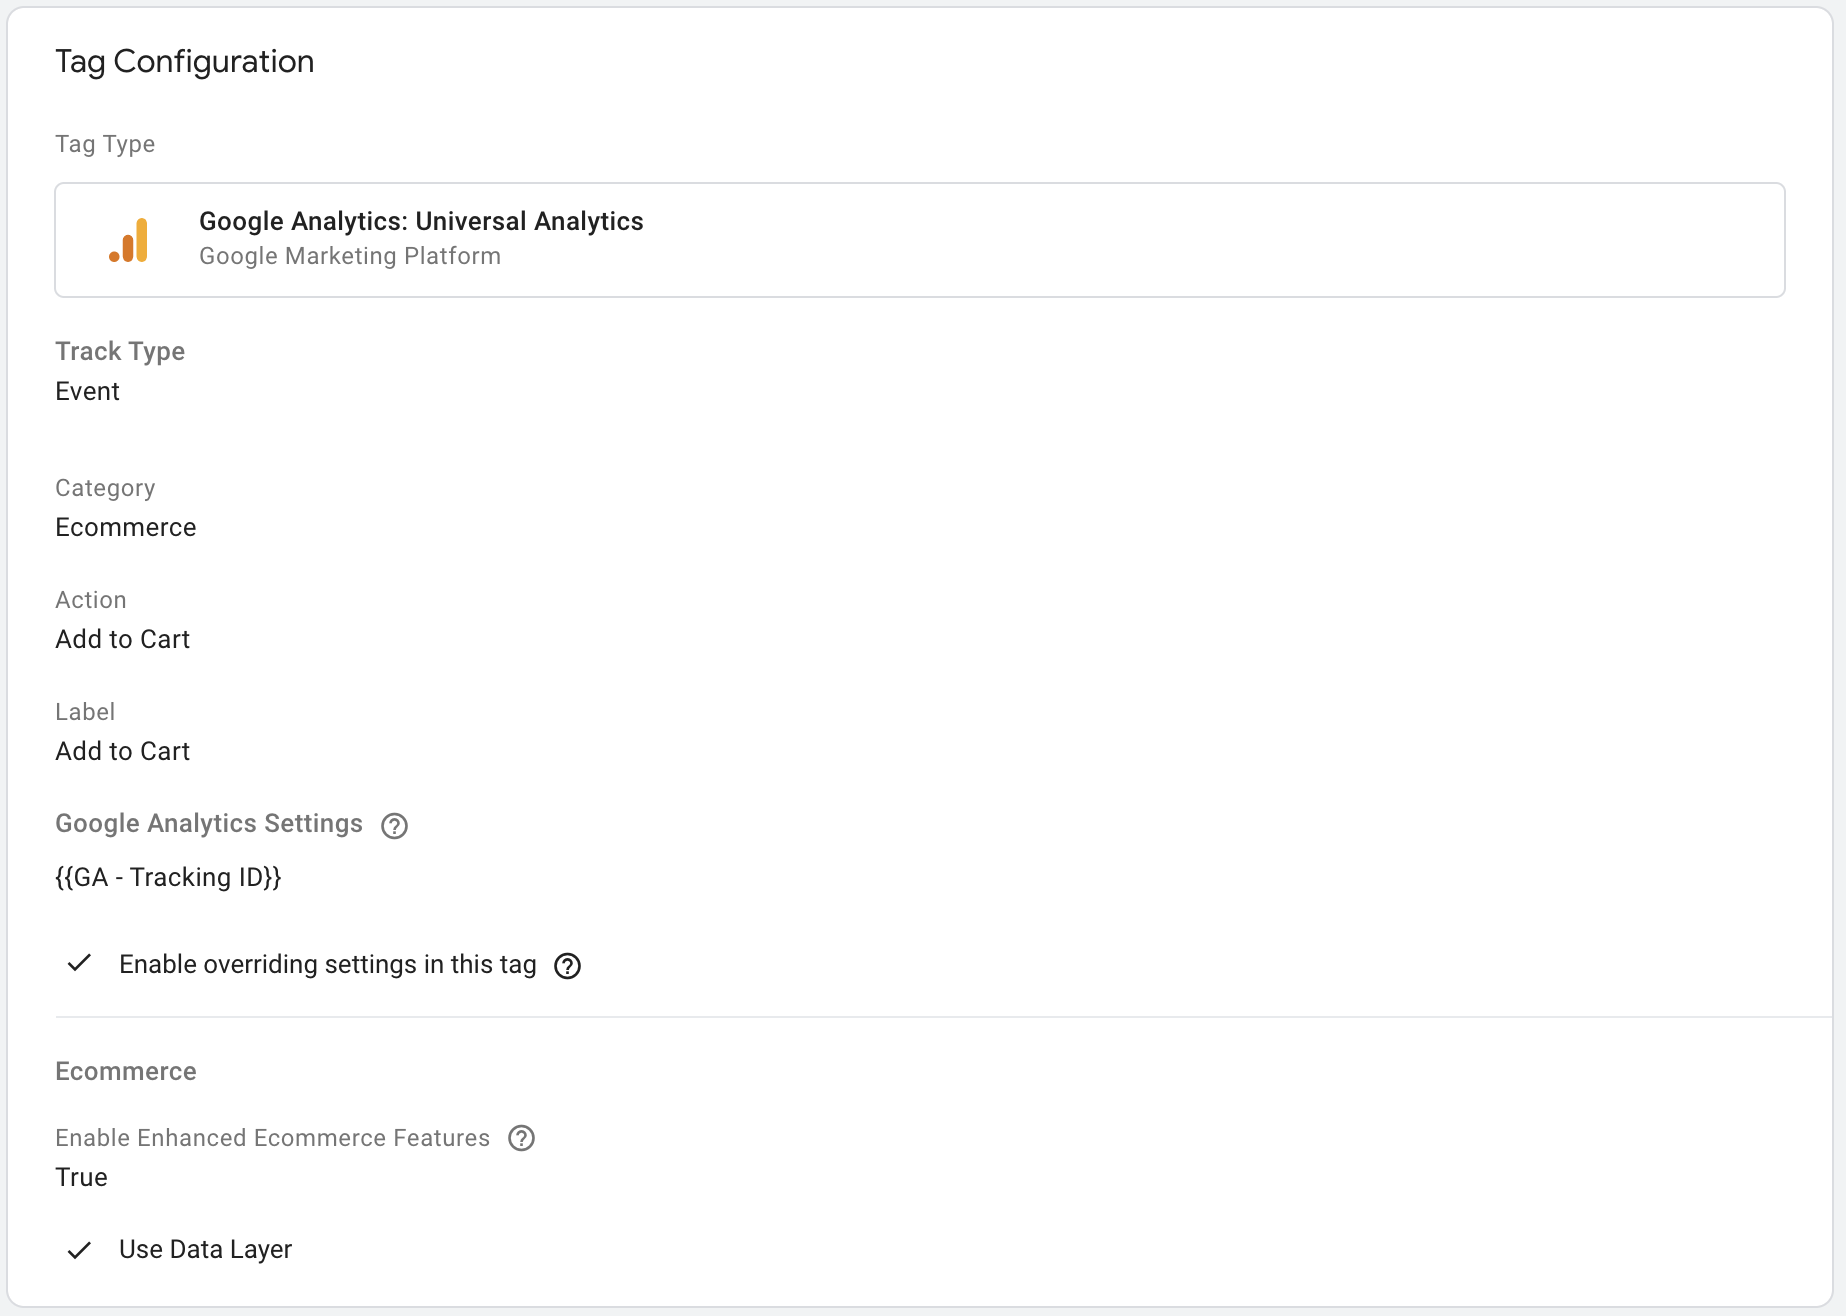 Tag Configuration
Tag Type
Google Analytics: Universal Analytics
Google Marketing Platform
Track Type
Event
Category
Ecommerce
Action
Add to Cart
Label
Add to Cart
Google Analytics Settings
{{GA - Tracking ID}}
Enable overriding settings in this tag
Ecommerce
Enable Enhanced Ecommerce Features
True
Use Data Layer